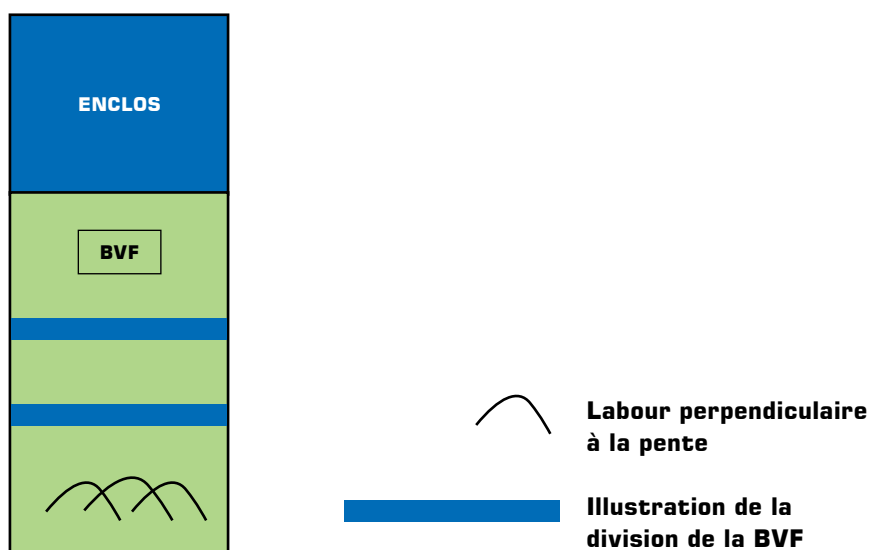 ENCLOS
BVF
Labour perpendiculaire
à la pente
Illustration de la
division de la BVF